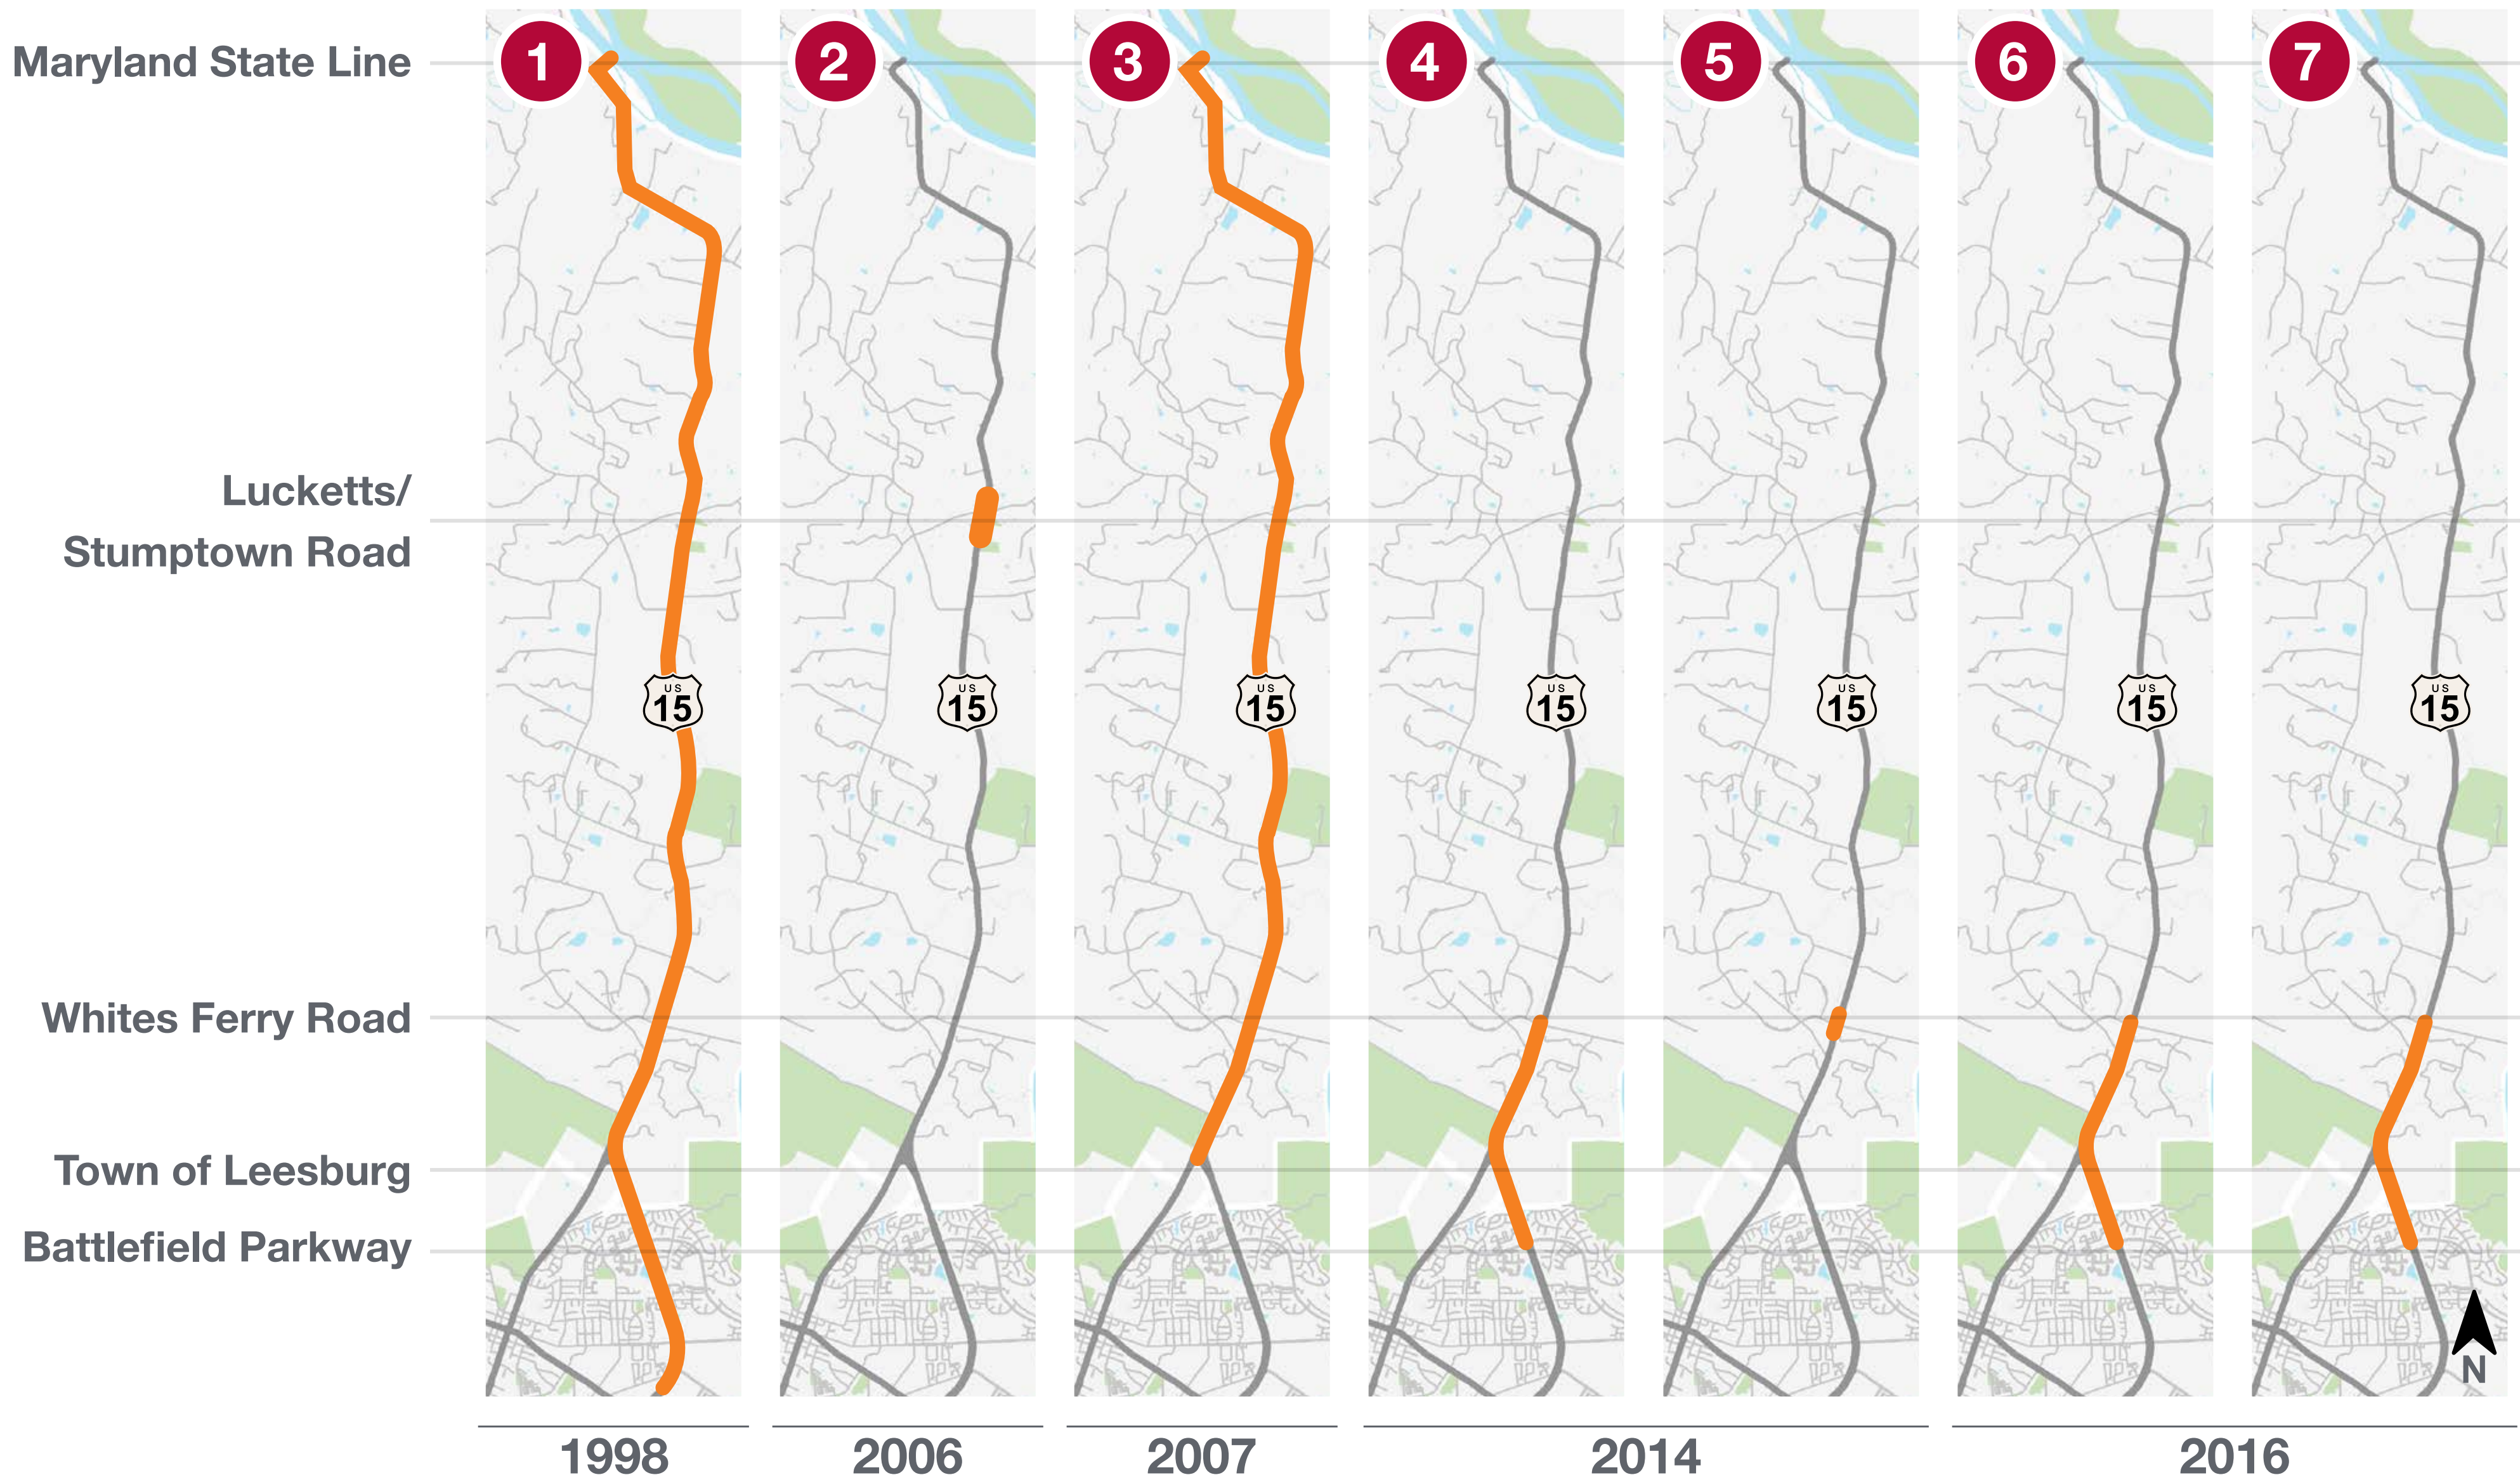 Maryland State Line
Lucketts/
Stumptown Road
Whites Ferry Road
Town of Leesburg
Battlefield Parkway
1
2
3
4
5
6
7
US
15
US
15
US
15
US
15
US
15
US
15
US
15
N
1998
2006
2007
2014
2016